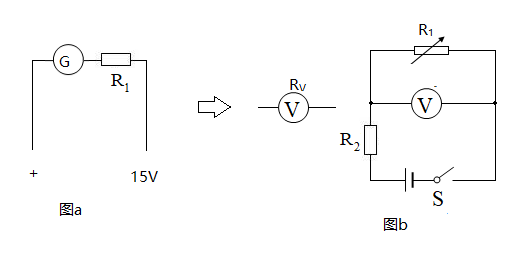 G
R₁
+
15V
图a
Rᵥ
V
R₁
V
R₂
S
图b